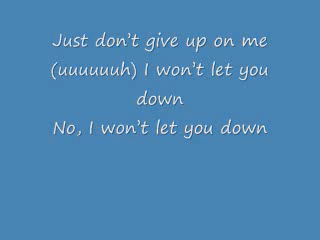 Just don't give up on me
(uuuuuuh) I won't let you
down
No, I won't let you down